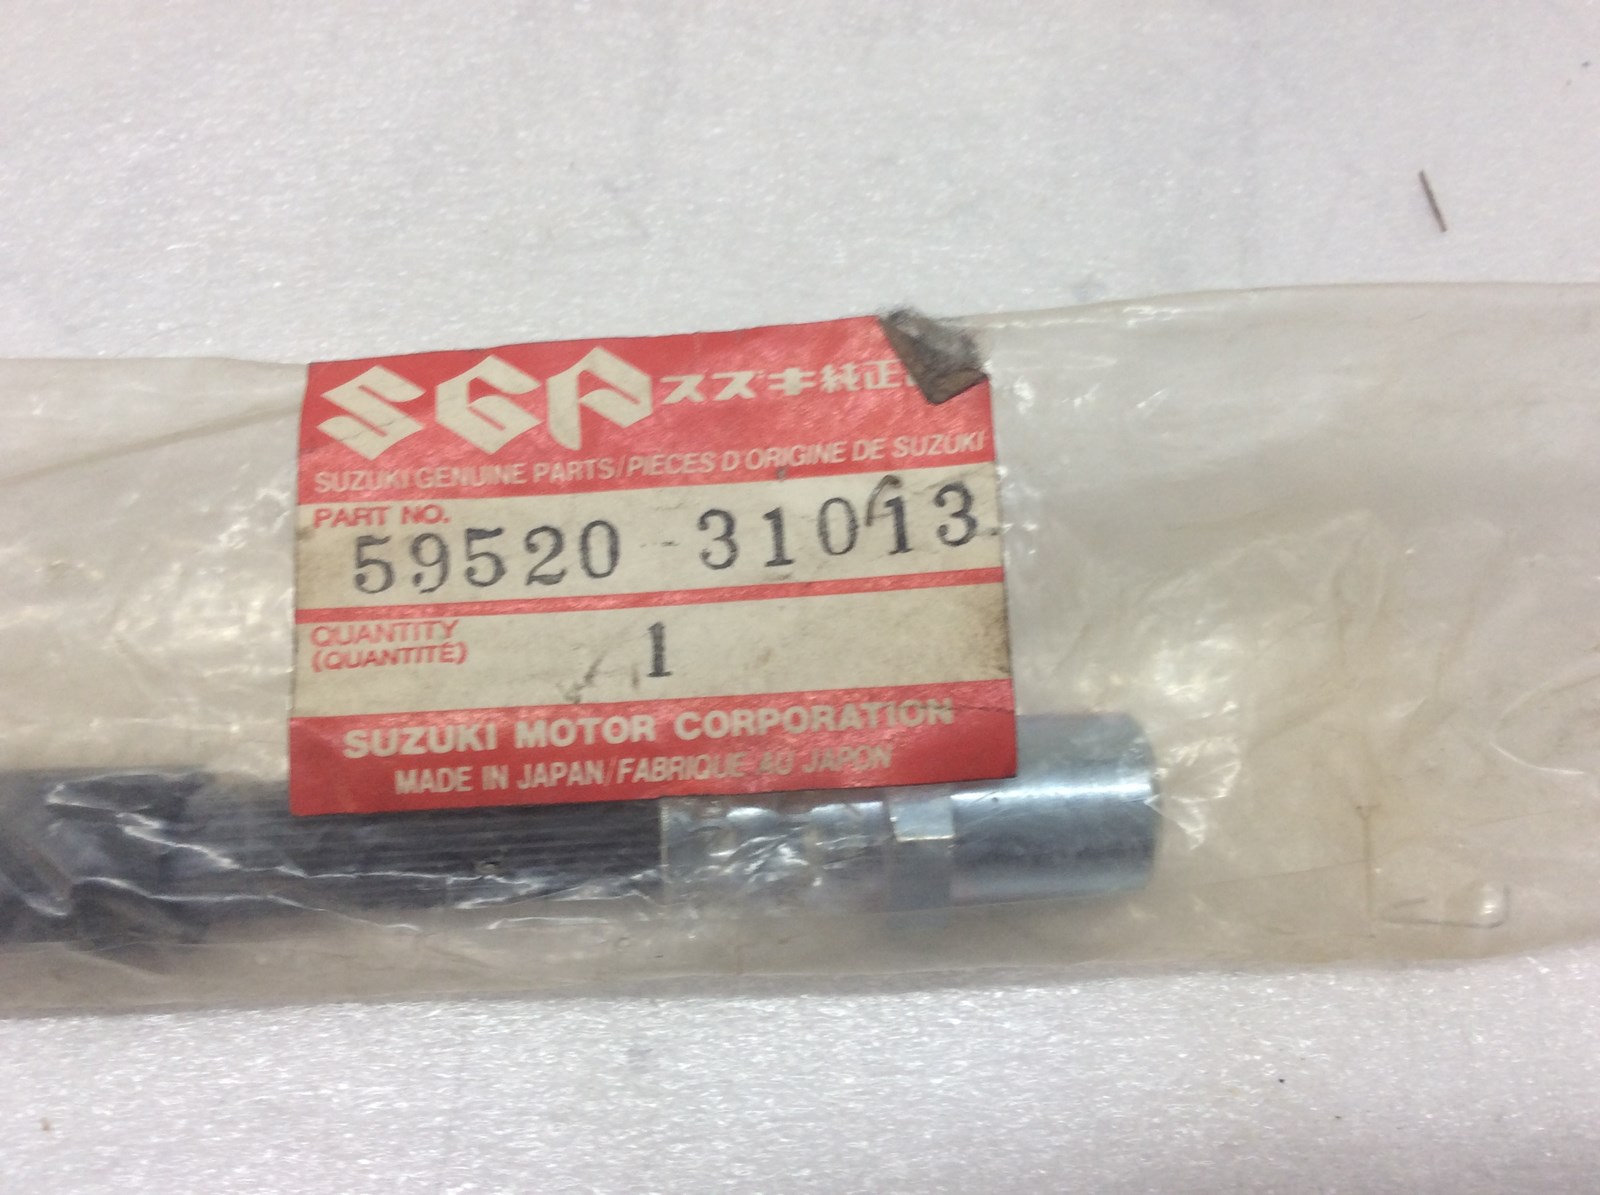 SGP スズキ純正
SUZUKI GENUINE PARTS/PIECES D'ORIGINE DE SUZUKI
PART NO.
59520-31013
QUANTITY
(QUANTITÉ)
1
SUZUKI MOTOR CORPORATION
MADE IN JAPAN/FABRIQUE AU JAPON